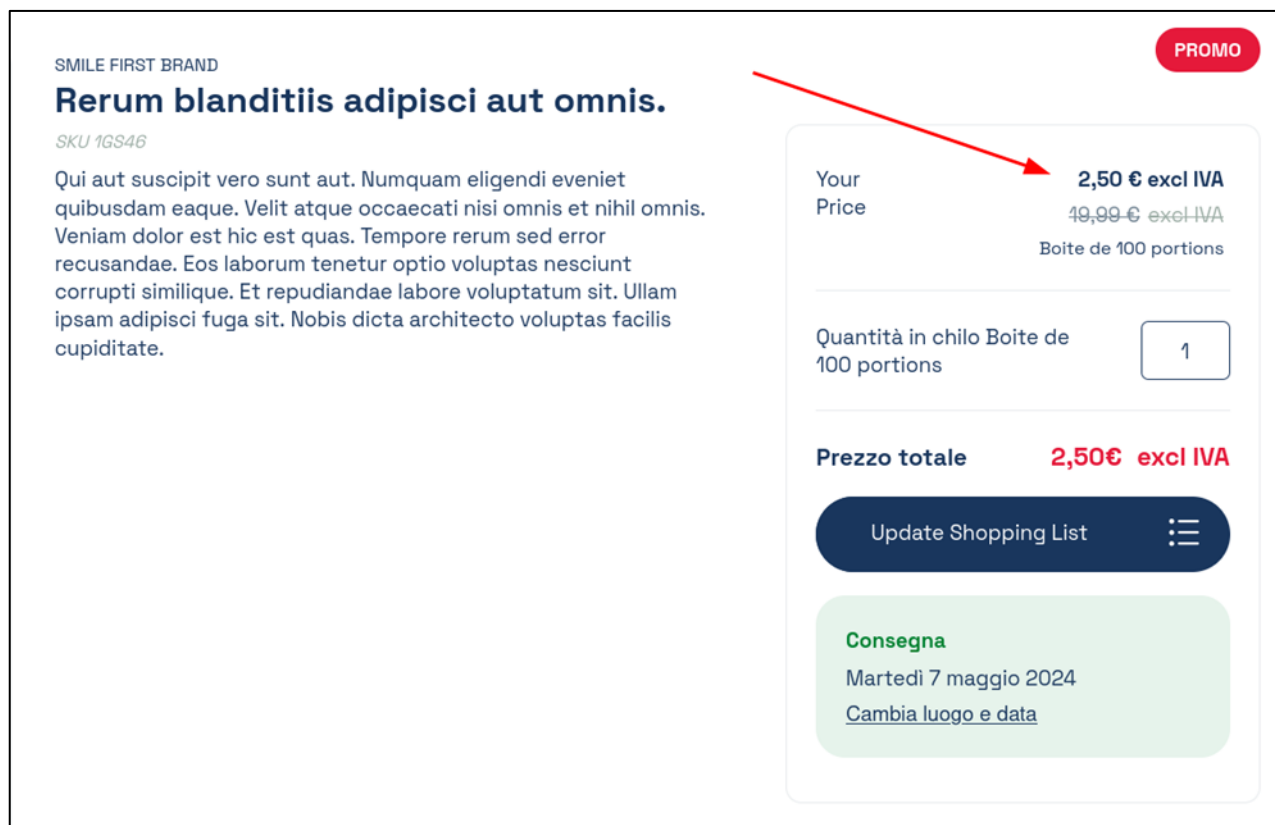 PROMO
SMILE FIRST BRAND
Rerum blanditiis adipisci aut omnis.
SKU 1GS46
Qui aut suscipit vero sunt aut. Numquam eligendi eveniet
quibusdam eaque. Velit atque occaecati nisi omnis et nihil omnis.
Veniam dolor est hic est quas. Tempore rerum sed error
recusandae. Eos laborum tenetur optio voluptas nesciunt
corrupti similique. Et repudiandae labore voluptatum sit. Ullam
ipsam adipisci fuga sit. Nobis dicta architecto voluptas facilis
cupiditate.
Your
Price
2,50 € excl IVA
19,99 € excl IVA
Boite de 100 portions
Quantità in chilo Boite de
100 portions
1
Prezzo totale
2,50€ excl IVA
Update Shopping List
Consegna
Martedì 7 maggio 2024
Cambia luogo e data